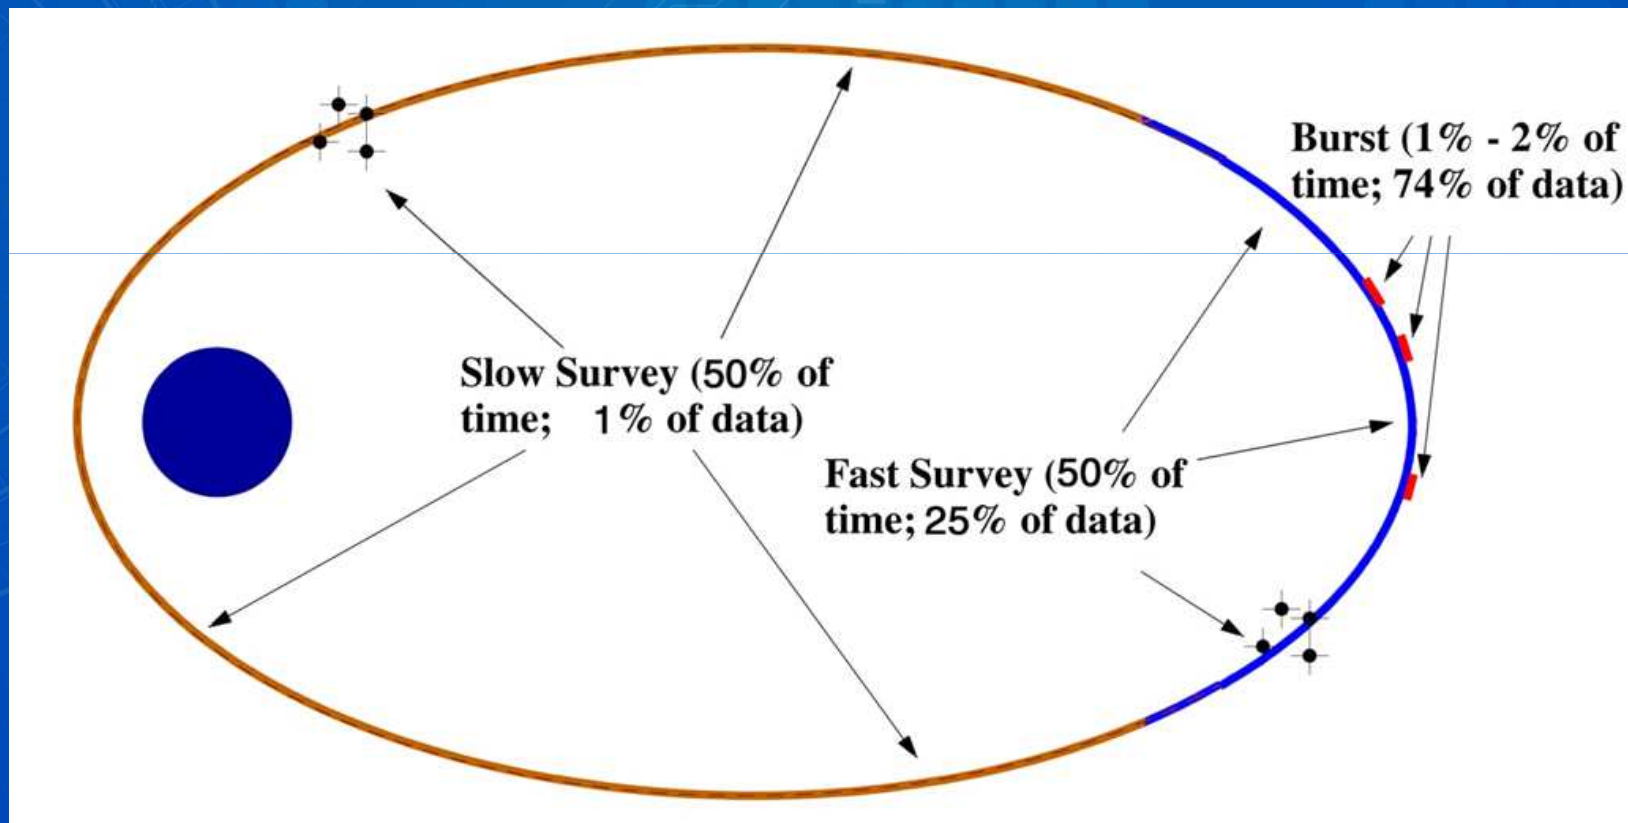 Burst (1% - 2% of
time; 74% of data)
Slow Survey (50% of
time; 1% of data)
Fast Survey (50% of
time; 25% of data)